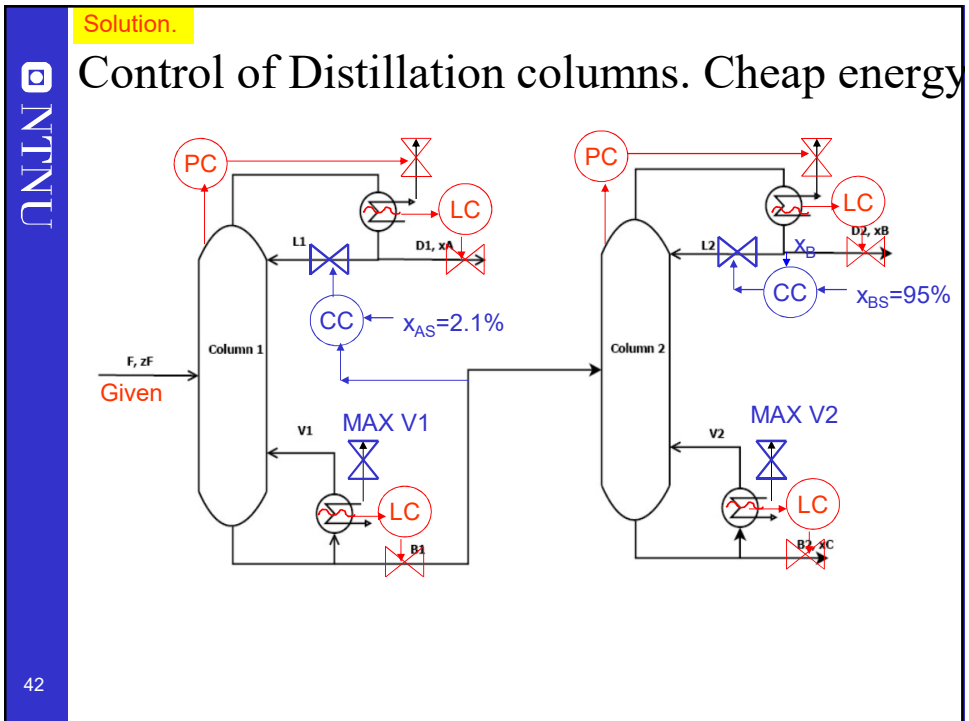 Solution.
Control of Distillation columns. Cheap energy
NTNU
PC
LC
L1
D1, xA
CC
xAS=2.1%
Column 1
F, zF
Given
MAX V1
V1
LC
B1
PC
LC
L2
xB
D2, xB
CC
xBS=95%
Column 2
MAX V2
V2
LC
B2, xC
42